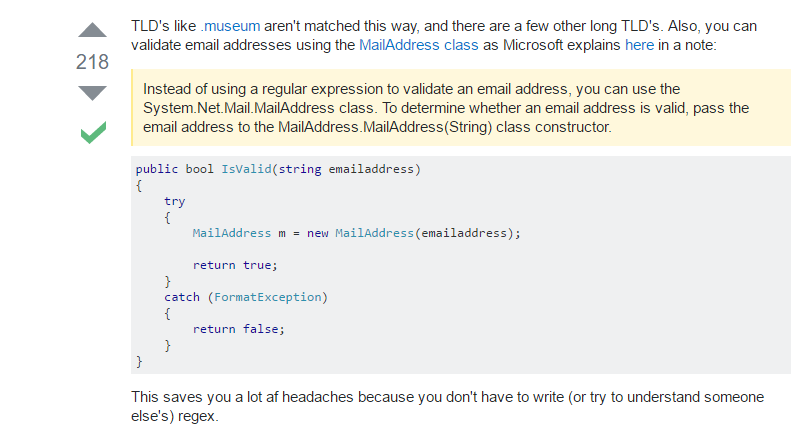 TLD's like .museum aren't matched this way, and there are a few other long TLD's. Also, you can
validate email addresses using the MailAddress class as Microsoft explains here in a note:
218
Instead of using a regular expression to validate an email address, you can use the
System.Net.Mail.MailAddress class. To determine whether an email address is valid, pass the
email address to the MailAddress.MailAddress(String) class constructor.
public bool IsValid(string emailaddress)
{
    try
    {
        MailAddress m = new MailAddress(emailaddress);

        return true;
    }
    catch (FormatException)
    {
        return false;
    }
}
This saves you a lot af headaches because you don't have to write (or try to understand someone
else's) regex.